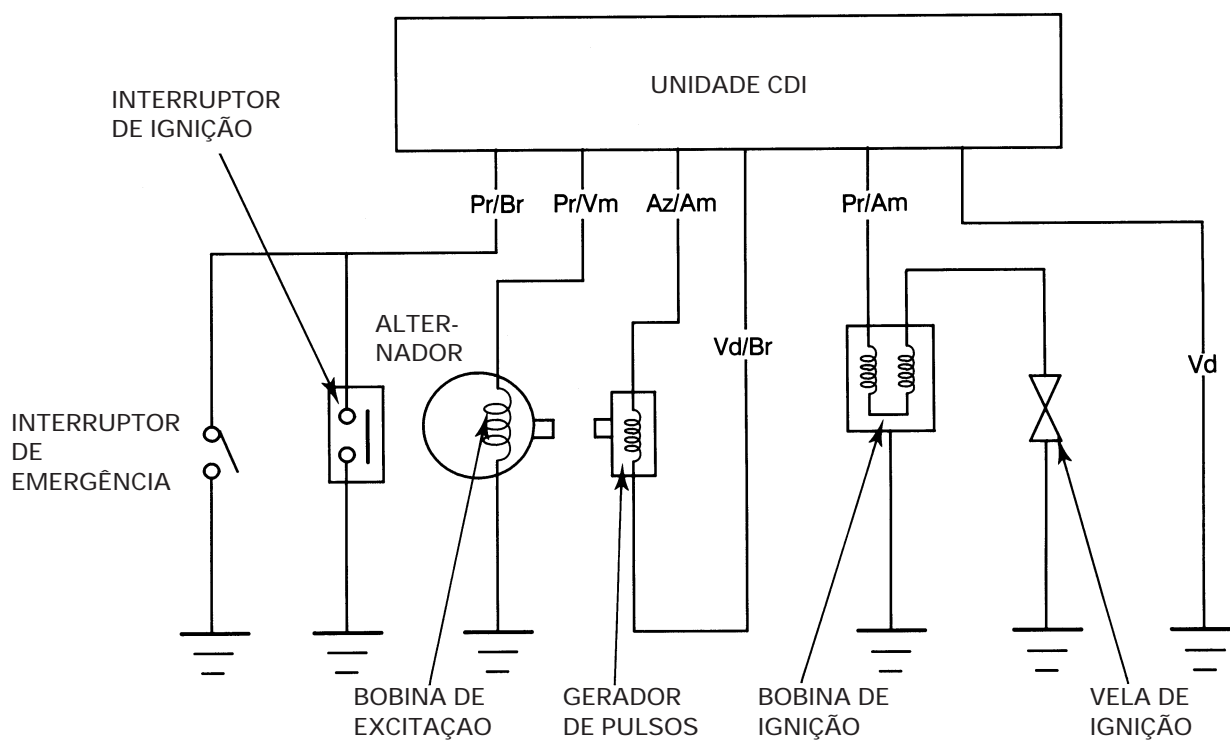 UNIDADE CDI
INTERRUPTOR
DE IGNIÇÃO
Pr/Br
Pr/Vm
Az/Am
Pr/Am
ALTER-
NADOR
Vd/Br
Vd
INTERRUPTOR
DE
EMERGÊNCIA
BOBINA DE
EXCITAÇAO
GERADOR
DE PULSOS
BOBINA DE
IGNIÇÃO
VELA DE
IGNIÇÃO